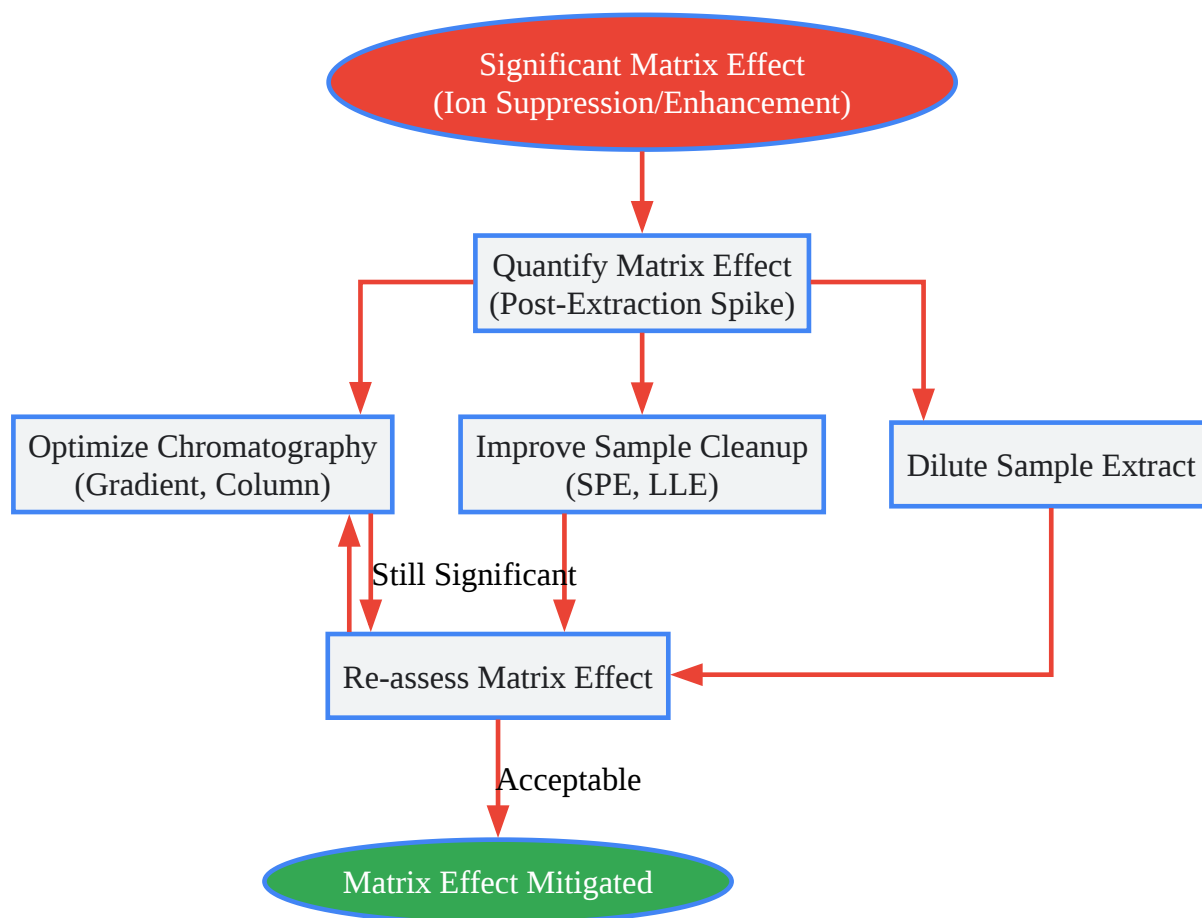 Significant Matrix Effect
(Ion Suppression/Enhancement)
Quantify Matrix Effect
(Post-Extraction Spike)
Optimize Chromatography
(Gradient, Column)
Improve Sample Cleanup
(SPE, LLE)
Dilute Sample Extract
Still Significant
Re-assess Matrix Effect
Acceptable
Matrix Effect Mitigated